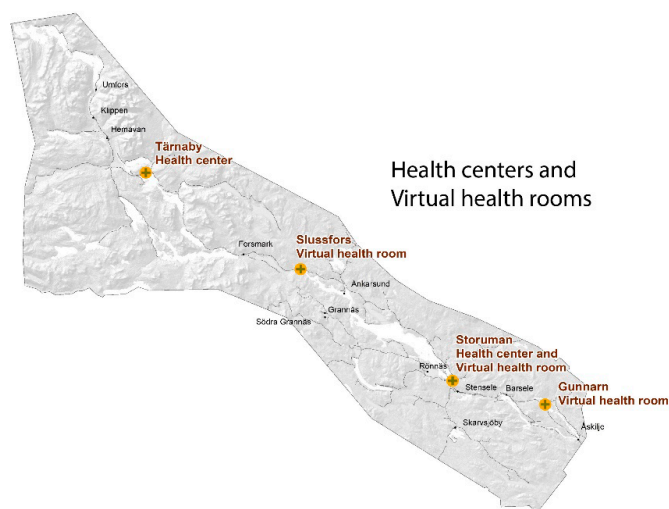 Umfors
Klippen
Hemavan
Tärnaby
Health center
Health centers and
Virtual health rooms
Forsmark
Slussfors
Virtual health room
Ankarsund
Grannäs
Södra Grannäs
Storuman
Health center and
Virtual health room
Rönnäs
Stensele
Barsele
Gunnarn
Virtual health room
Skarvsjöby
Åskilje